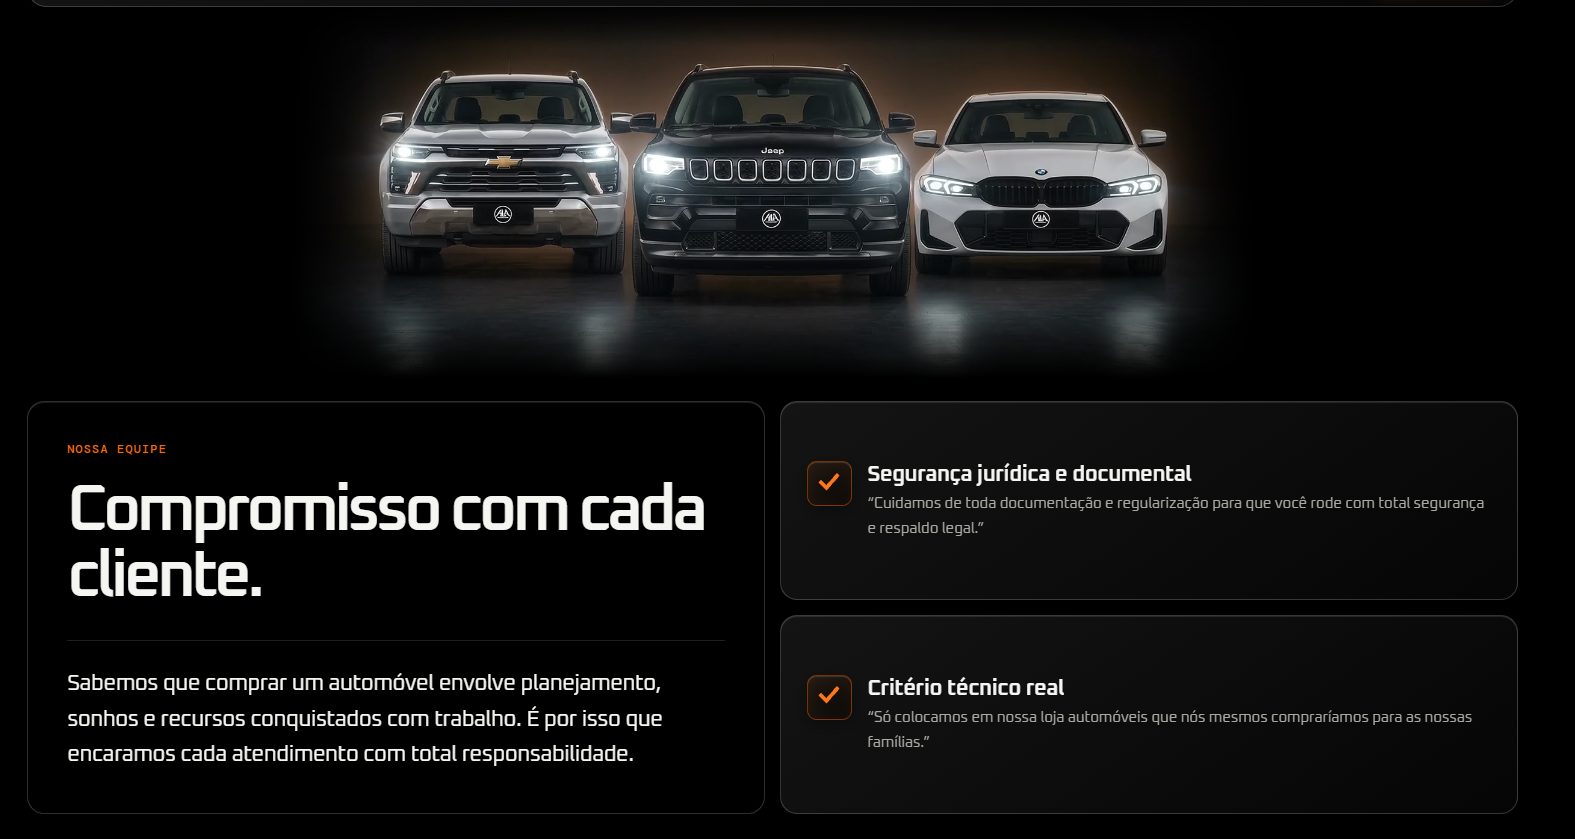 Jeep
NOSSA EQUIPE
Compromisso com cada
cliente.
Sabemos que comprar um automóvel envolve planejamento,
sonhos e recursos conquistados com trabalho. É por isso que
encaramos cada atendimento com total responsabilidade.
Segurança jurídica e documental
“Cuidamos de toda documentação e regularização para que você rode com total segurança
e respaldo legal.”
Critério técnico real
“Só colocamos em nossa loja automóveis que nós mesmos compraríamos para as nossas
famílias.”